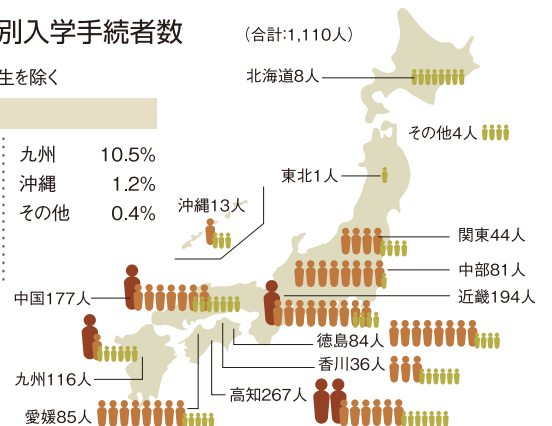 別入学手続者数
(合計:1,110人)
生を除く
北海道8人
その他4人
九州 10.5%
沖縄 1.2%
その他 0.4%
東北1人
沖縄13人
関東44人
中部81人
中国177人
近畿194人
徳島84人
香川36人
九州116人
高知267人
愛媛85人